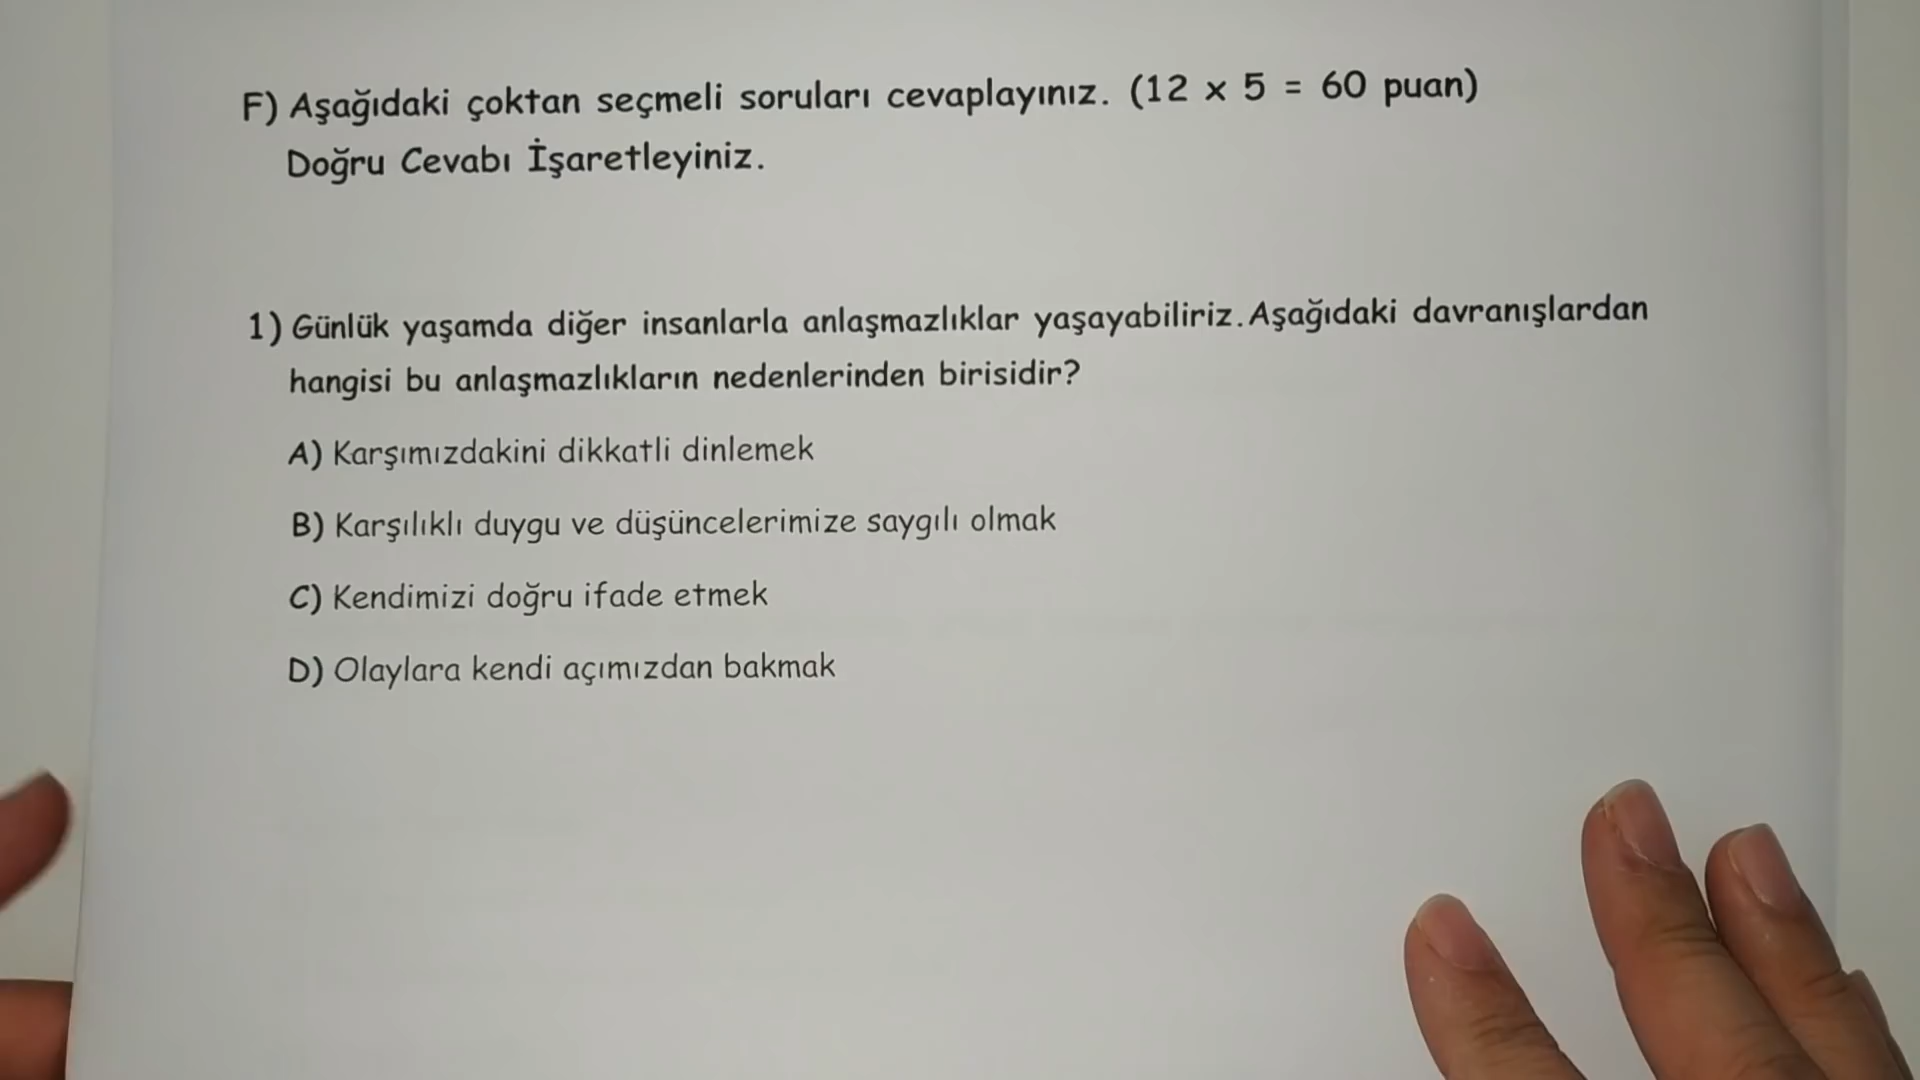 F) Aşağıdaki çoktan seçmeli soruları cevaplayınız. (12 x 5 = 60 puan)
Doğru Cevabı İşaretleyiniz.
1) Günlük yaşamda diğer insanlarla anlaşmazlıklar yaşayabiliriz. Aşağıdaki davranışlardan
hangisi bu anlaşmazlıkların nedenlerinden birisidir?
A) Karşımızdakini dikkatli dinlemek
B) Karşılıklı duygu ve düşüncelerimize saygılı olmak
C) Kendimizi doğru ifade etmek
D) Olaylara kendi açımızdan bakmak